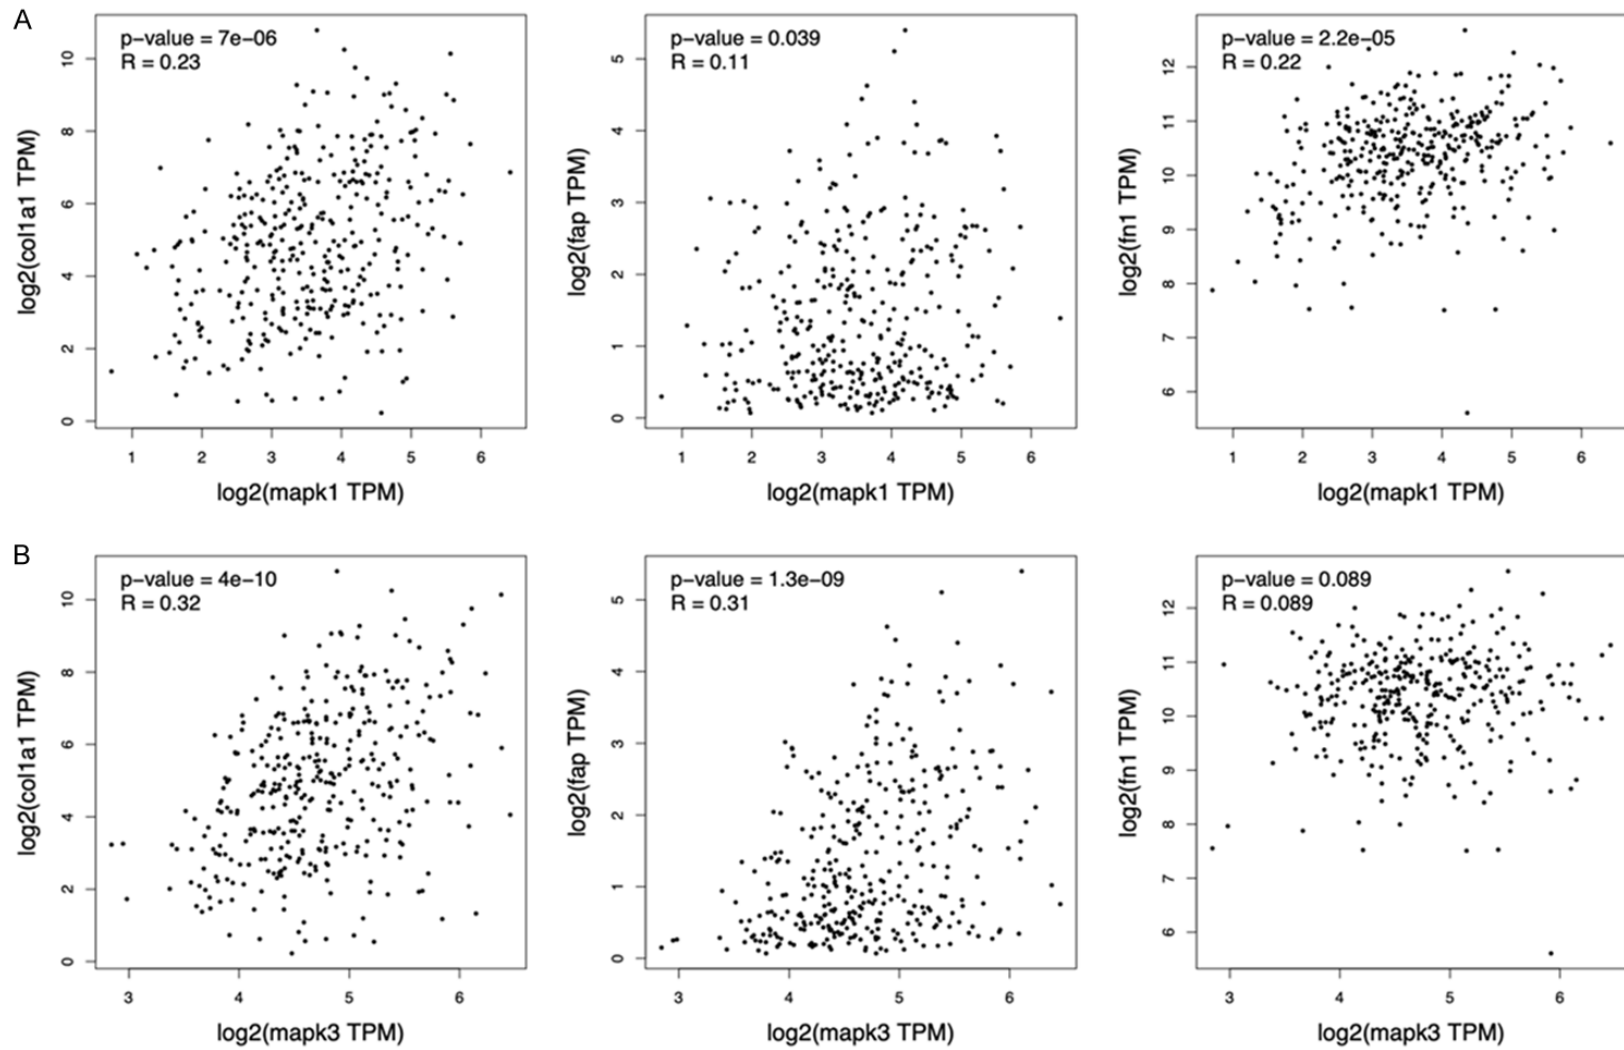 A
p-value = 7e-06
R = 0.23
log2(col1a1 TPM)
0 2 4 6 8 10
1 2 3 4 5 6
log2(mapk1 TPM)
p-value = 0.039
R = 0.11
log2(fap TPM)
0 1 2 3 4 5
1 2 3 4 5 6
log2(mapk1 TPM)
p-value = 2.2e-05
R = 0.22
log2(fn1 TPM)
6 7 8 9 10 11 12
1 2 3 4 5 6
log2(mapk1 TPM)
B
p-value = 4e-10
R = 0.32
log2(col1a1 TPM)
0 2 4 6 8 10
3 4 5 6
log2(mapk3 TPM)
p-value = 1.3e-09
R = 0.31
log2(fap TPM)
0 1 2 3 4 5
3 4 5 6
log2(mapk3 TPM)
p-value = 0.089
R = 0.089
log2(fn1 TPM)
6 7 8 9 10 11 12
3 4 5 6
log2(mapk3 TPM)